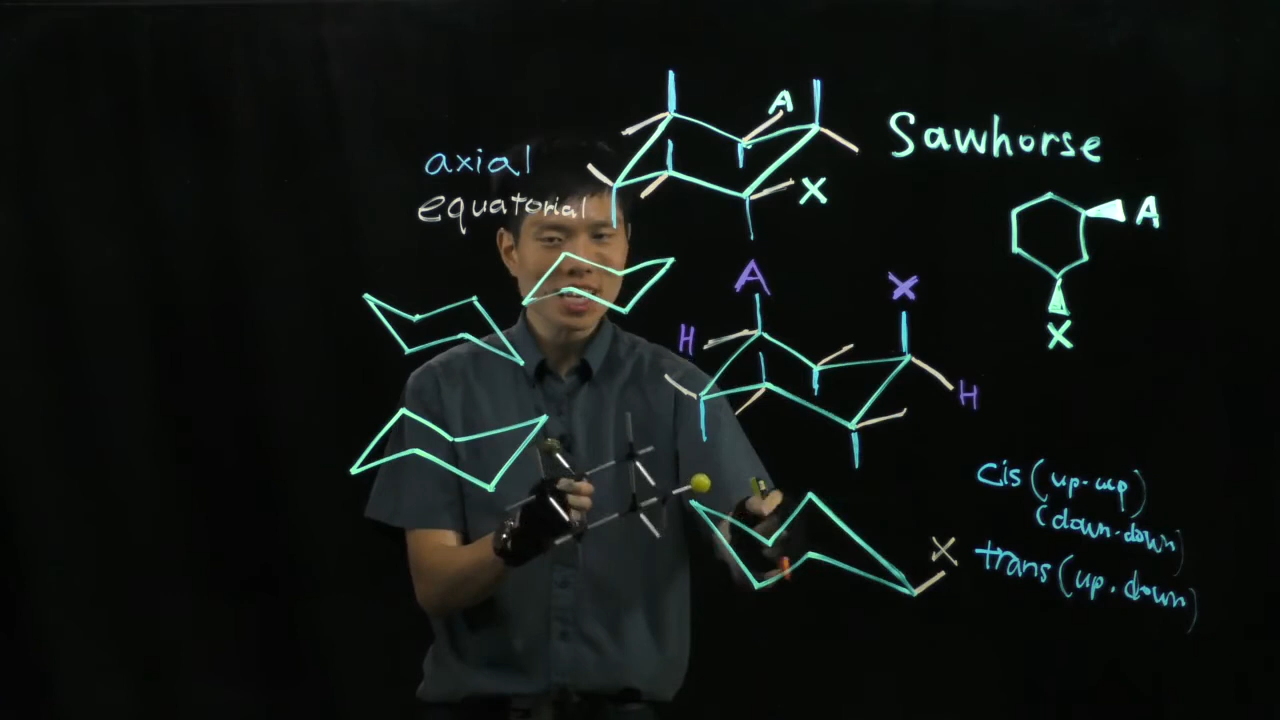 axial
equatorial
A
X
Sawhorse
A
X
A
X
H
H
X
cis (up-up)
(down-down)
trans (up.down)